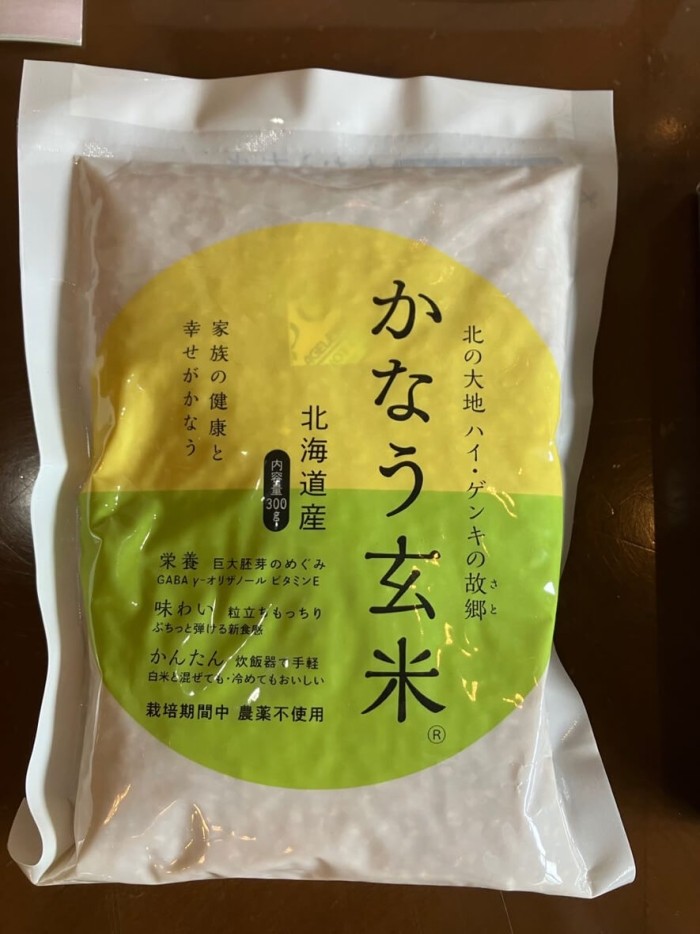 北の大地 ハイ・ゲンキの故郷
さと
かなう玄米
®
北海道産
内容量
300
g
家族の健康と
幸せがかなう
栄養 巨大胚芽のめぐみ
GABA γ-オリザノール ビタミンE
味わい 粒立ちもっちり
ぷちっと弾ける新食感
かんたん 炊飯器で手軽
白米と混ぜても・冷めてもおいしい
栽培期間中 農薬不使用